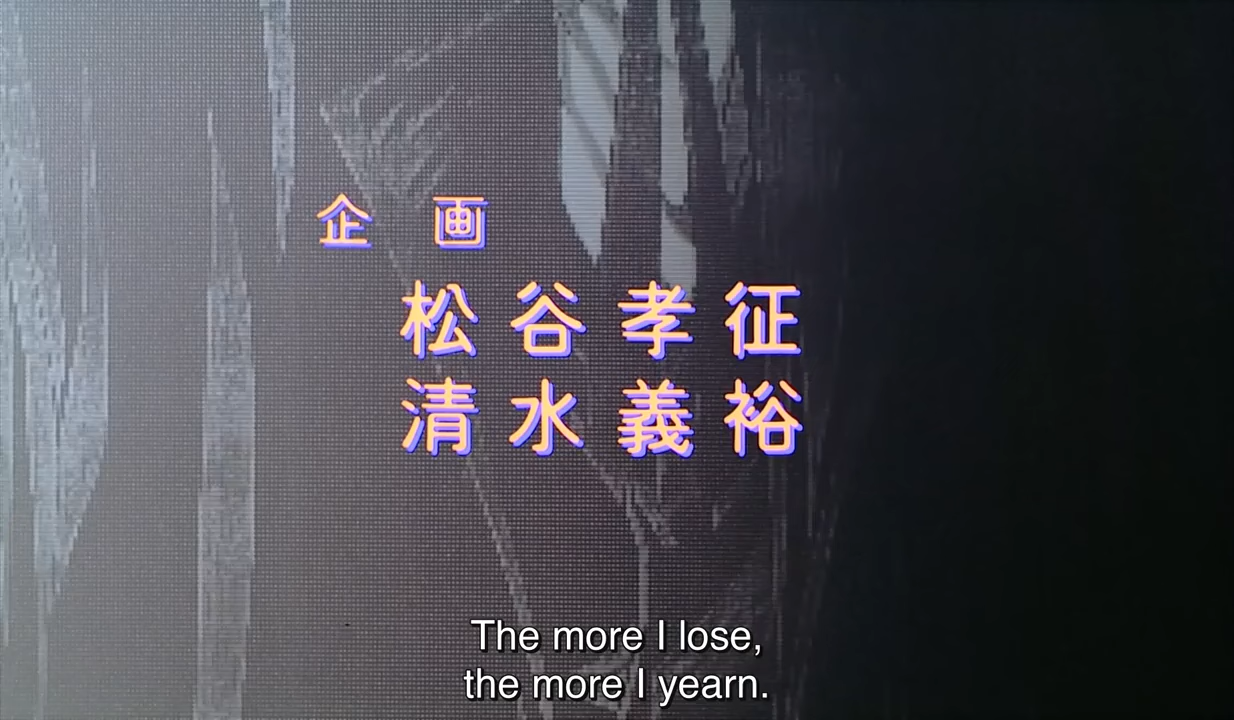 企 画
松谷孝征
清水義裕
The more I lose,
the more I yearn.